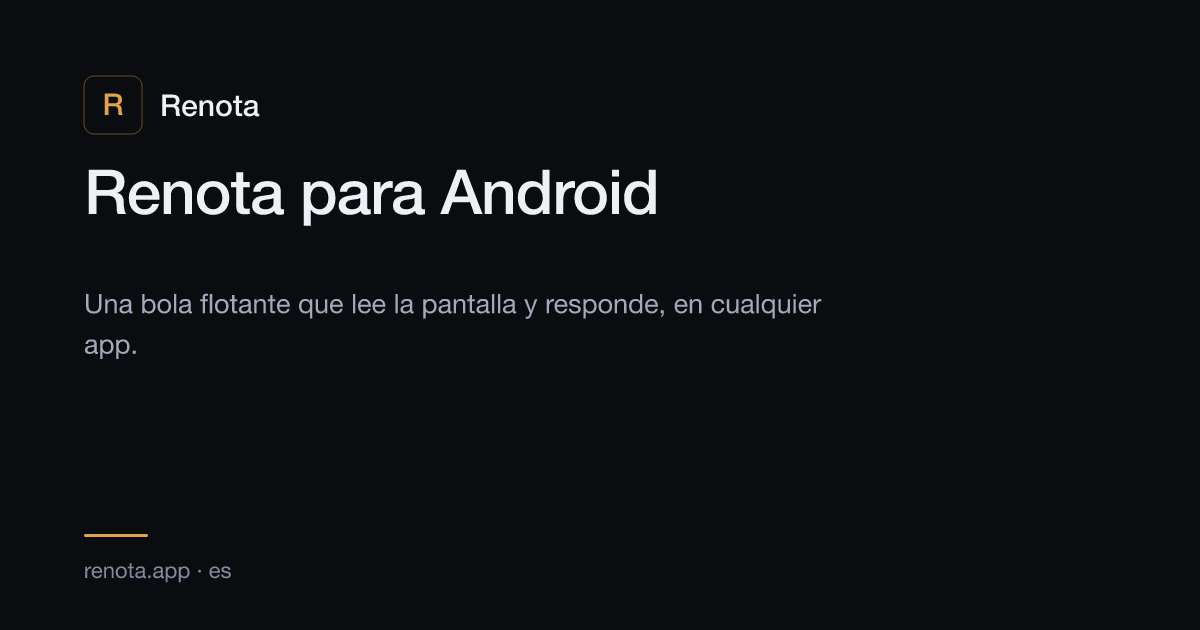 R
Renota
Renota para Android
Una bola flotante que lee la pantalla y responde, en cualquier
app.
renota.app · es